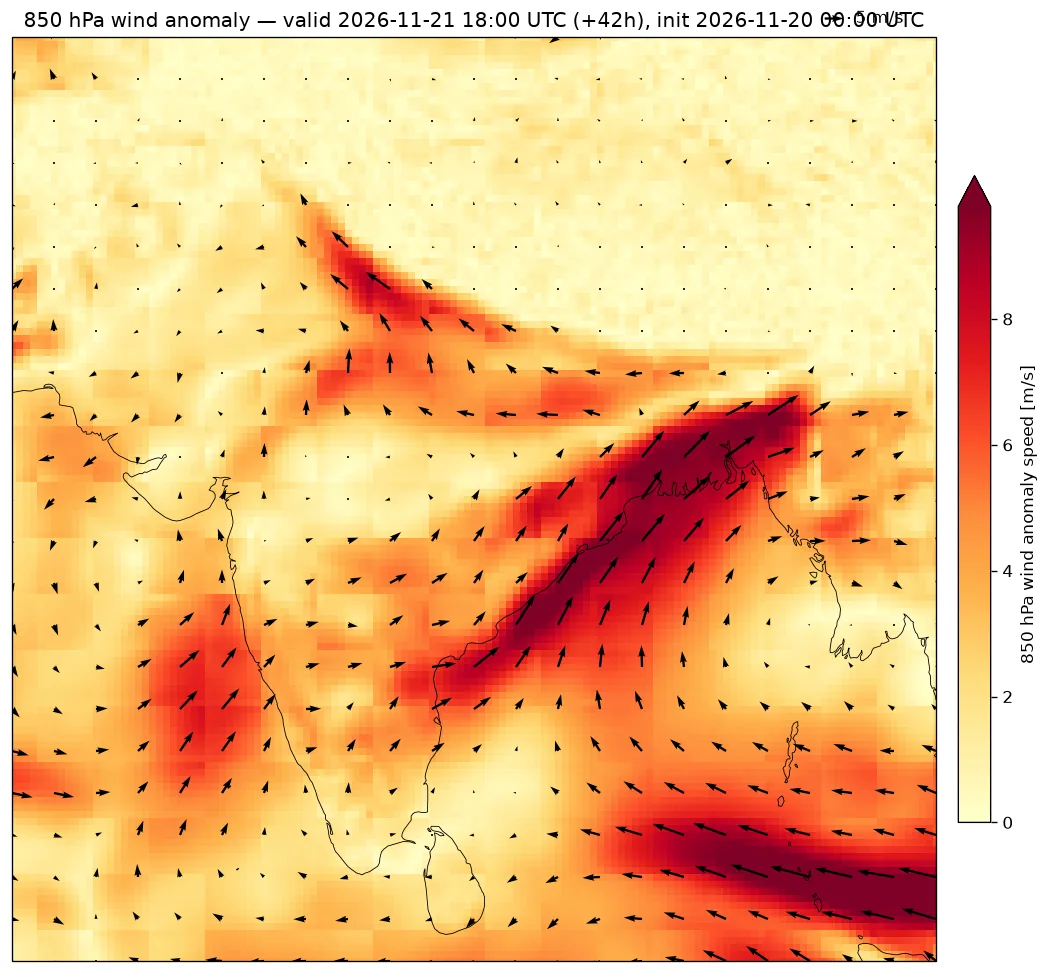 850 hPa wind anomaly — valid 2026-11-21 18:00 UTC (+42h), init 2026-11-20 00:00 UTC
5 m/s
8
6
4
2
0
850 hPa wind anomaly speed [m/s]